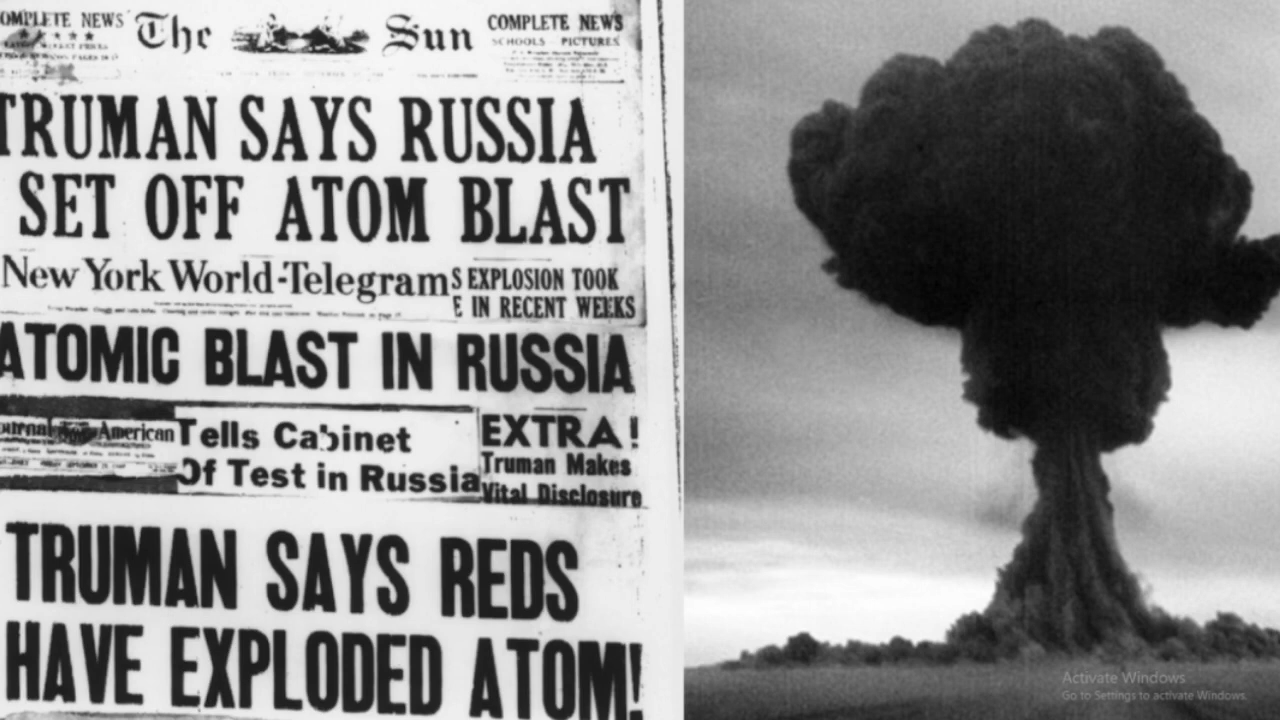 COMPLETE NEWS
The Sun
COMPLETE NEWS
SCHOOLS - PICTURES
TRUMAN SAYS RUSSIA
SET OFF ATOM BLAST
New York World-Telegram
S EXPLOSION TOOK
E IN RECENT WEEKS
ATOMIC BLAST IN RUSSIA
American
Tells Cabinet
Of Test in Russia
EXTRA!
Truman Makes
Vital Disclosure
TRUMAN SAYS REDS
HAVE EXPLODED ATOM!
Activate Windows
Go to Settings to activate Windows.